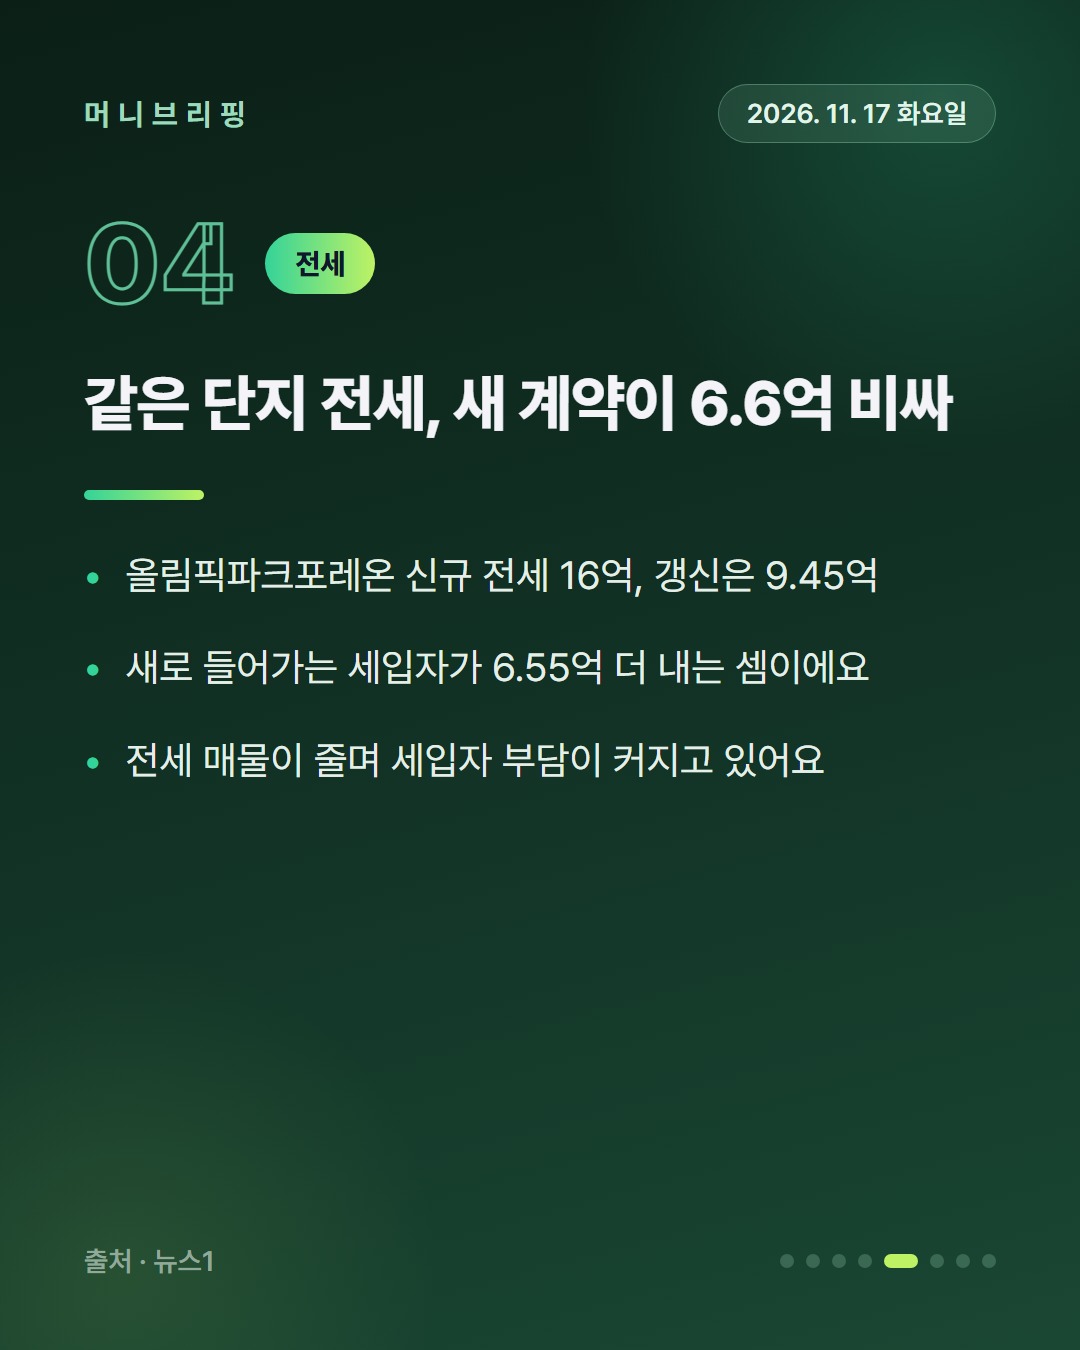 머니브리핑
2026. 11. 17 화요일
04
전세
같은 단지 전세, 새 계약이 6.6억 비싸
• 올림픽파크포레온 신규 전세 16억, 갱신은 9.45억
• 새로 들어가는 세입자가 6.55억 더 내는 셈이에요
• 전세 매물이 줄며 세입자 부담이 커지고 있어요
출처 · 뉴스1